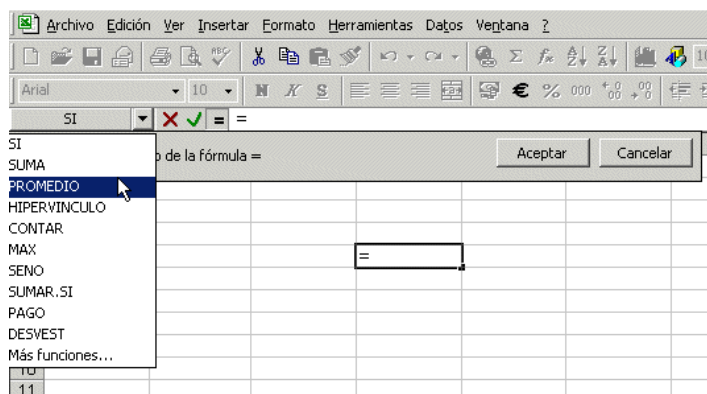 Archivo Edición Ver Insertar Formato Herramientas Datos Ventana ?
Arial 10 N K S € % 000
SI = =
SI
SUMA
de la fórmula = Aceptar Cancelar
PROMEDIO
HIPERVINCULO
CONTAR
MAX
=
SENO
SUMAR.SI
PAGO
DESVEST
Más funciones...
10
11